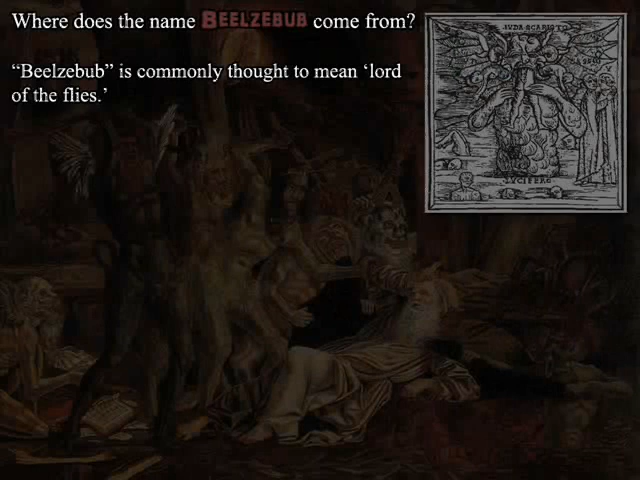 Where does the name BEELZEBUB come from?
“Beelzebub” is commonly thought to mean ‘lord
of the flies.’
LUCIFERO